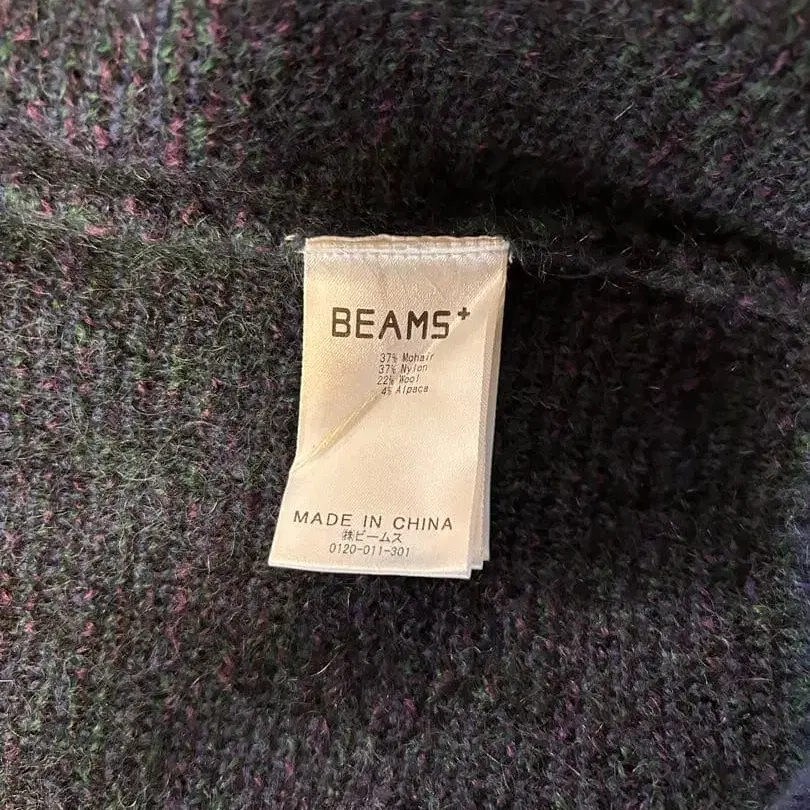 BEAMS+
37% Mohair
37% Nylon
22% Wool
4% Alpaca
MADE IN CHINA
㈱ビームス
0120-011-301